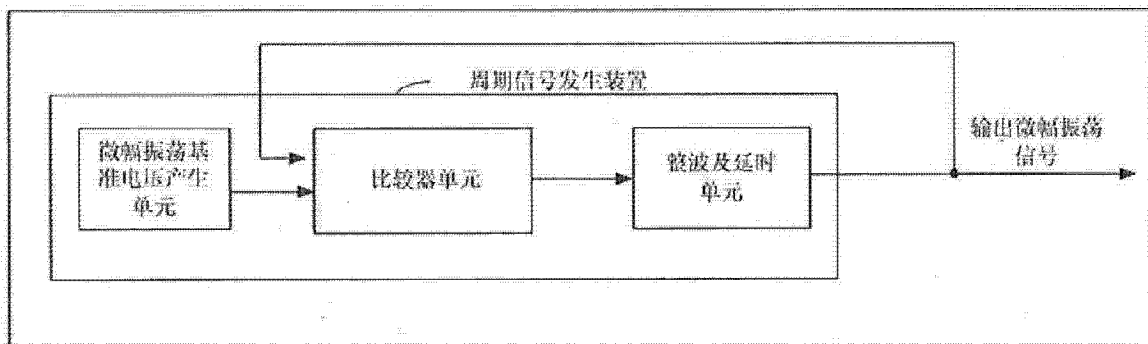 周期信号发生装置
微幅振荡基
准电压产生
单元
比较器单元
整波及延时
单元
输出微幅振荡
信号